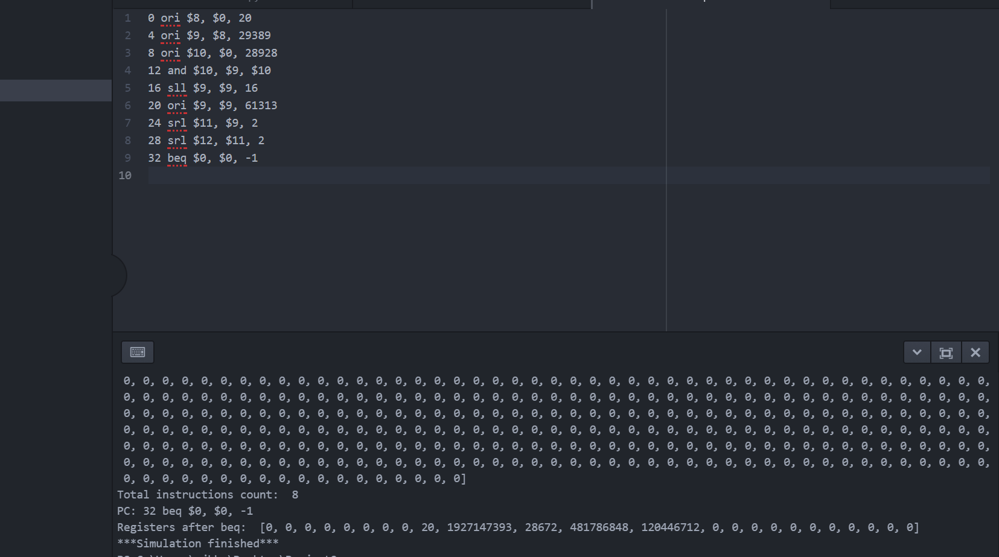 1 0 ori $8, $0, 20
2 4 ori $9, $8, 29389
3 8 ori $10, $0, 28928
4 12 and $10, $9, $10
5 16 sll $9, $9, 16
6 20 ori $9, $9, 61313
7 24 srl $11, $9, 2
8 28 srl $12, $11, 2
9 32 beq $0, $0, -1
10
0, 0, 0, 0, 0, 0, 0, 0, 0, 0, 0, 0, 0, 0, 0, 0, 0, 0, 0, 0, 0, 0, 0, 0, 0, 0, 0, 0, 0, 0, 0, 0, 0, 0, 0, 0, 0, 0, 0, 0, 0, 0, 0, 0, 0,
0, 0, 0, 0, 0, 0, 0, 0, 0, 0, 0, 0, 0, 0, 0, 0, 0, 0, 0, 0, 0, 0, 0, 0, 0, 0, 0, 0, 0, 0, 0, 0, 0, 0, 0, 0, 0, 0, 0, 0, 0, 0, 0, 0, 0,
0, 0, 0, 0, 0, 0, 0, 0, 0, 0, 0, 0, 0, 0, 0, 0, 0, 0, 0, 0, 0, 0, 0, 0, 0, 0, 0, 0, 0, 0, 0, 0, 0, 0, 0, 0, 0, 0, 0, 0, 0, 0, 0, 0, 0,
0, 0, 0, 0, 0, 0, 0, 0, 0, 0, 0, 0, 0, 0, 0, 0, 0, 0, 0, 0, 0, 0, 0, 0, 0, 0, 0, 0, 0, 0, 0, 0, 0, 0, 0, 0, 0, 0, 0, 0, 0, 0, 0, 0, 0,
0, 0, 0, 0, 0, 0, 0, 0, 0, 0, 0, 0, 0, 0, 0, 0, 0, 0, 0, 0, 0, 0, 0, 0, 0, 0, 0, 0, 0, 0, 0, 0, 0, 0, 0, 0, 0, 0, 0, 0, 0, 0, 0, 0, 0,
0, 0, 0, 0, 0, 0, 0, 0, 0, 0, 0, 0, 0, 0, 0, 0, 0, 0, 0, 0, 0, 0, 0, 0, 0, 0, 0, 0, 0, 0, 0, 0, 0, 0, 0, 0, 0, 0, 0, 0, 0, 0, 0, 0, 0,
0, 0, 0, 0, 0, 0, 0, 0, 0, 0, 0, 0, 0, 0, 0, 0, 0, 0]
Total instructions count:  8
PC: 32 beq $0, $0, -1
Registers after beq:  [0, 0, 0, 0, 0, 0, 0, 0, 20, 1927147393, 28672, 481786848, 120446712, 0, 0, 0, 0, 0, 0, 0, 0, 0, 0, 0]
***Simulation finished***